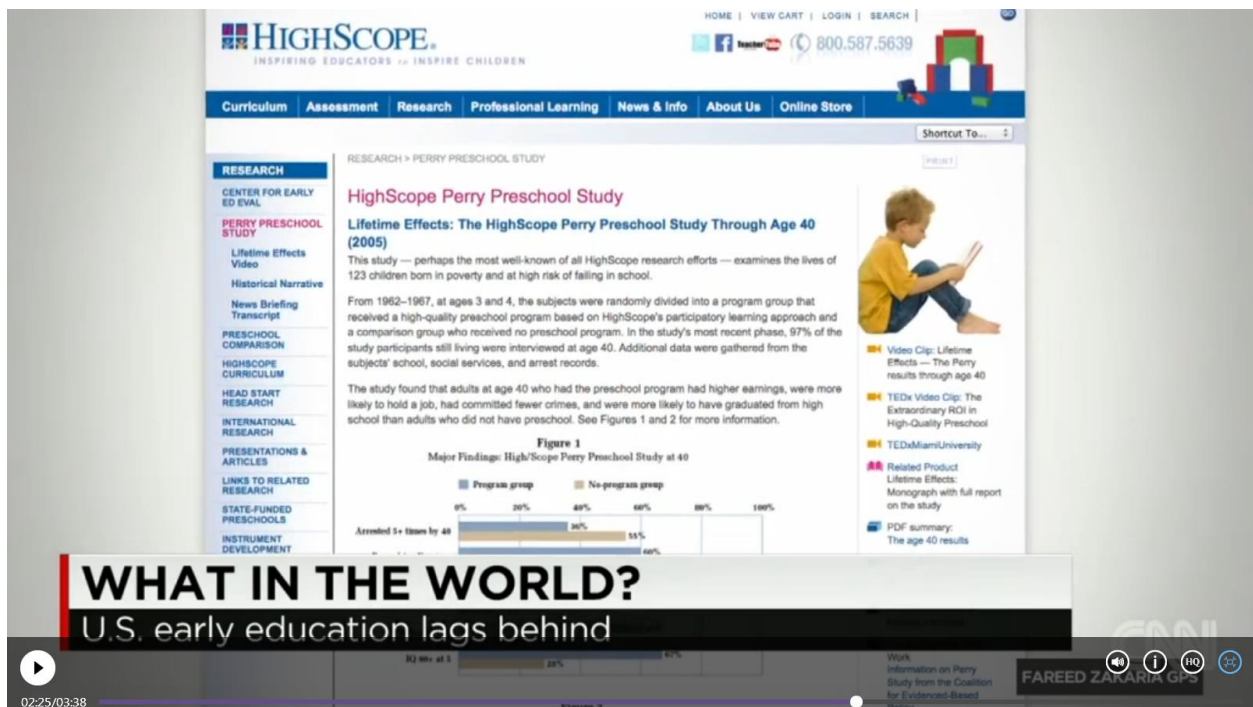 HOME | VIEW CART | LOGIN | SEARCH
HIGHSCOPE.
INSPIRING EDUCATORS to INSPIRE CHILDREN
800.587.5639
Curriculum Assessment Research Professional Learning News & Info About Us Online Store
Shortcut To...
RESEARCH
CENTER FOR EARLY
ED EVAL
PERRY PRESCHOOL
STUDY
Lifetime Effects
Video
Historical Narrative
News Briefing
Transcript
PRESCHOOL
COMPARISON
HIGHSCOPE
CURRICULUM
HEAD START
RESEARCH
INTERNATIONAL
RESEARCH
PRESENTATIONS &
ARTICLES
LINKS TO RELATED
RESEARCH
STATE-FUNDED
PRESCHOOLS
INSTRUMENT
DEVELOPMENT
RESEARCH > PERRY PRESCHOOL STUDY
PRINT
HighScope Perry Preschool Study
Lifetime Effects: The HighScope Perry Preschool Study Through Age 40
(2005)
This study — perhaps the most well-known of all HighScope research efforts — examines the lives of
123 children born in poverty and at high risk of failing in school.
From 1962–1967, at ages 3 and 4, the subjects were randomly divided into a program group that
received a high-quality preschool program based on HighScope's participatory learning approach and
a comparison group who received no preschool program. In the study's most recent phase, 97% of the
study participants still living were interviewed at age 40. Additional data were gathered from the
subjects' school, social services, and arrest records.
The study found that adults at age 40 who had the preschool program had higher earnings, were more
likely to hold a job, had committed fewer crimes, and were more likely to have graduated from high
school than adults who did not have preschool. See Figures 1 and 2 for more information.
Figure 1
Major Findings: High/Scope Perry Preschool Study at 40
Program group No-program group
0% 20% 40% 60% 80% 100%
Arrested 5+ times by 40 36%
55%
60%
IQ 90+ at 5 67%
28%
Video Clip: Lifetime
Effects — The Perry
results through age 40
TEDx Video Clip: The
Extraordinary ROI in
High-Quality Preschool
TEDxMiamiUniversity
Related Product
Lifetime Effects:
Monograph with full report
on the study
PDF summary:
The age 40 results
Work
Information on Perry
Study from the Coalition
for Evidenced-Based
WHAT IN THE WORLD?
U.S. early education lags behind
CNNI
HQ
FAREED ZAKARIA GPS
02:25/03:38